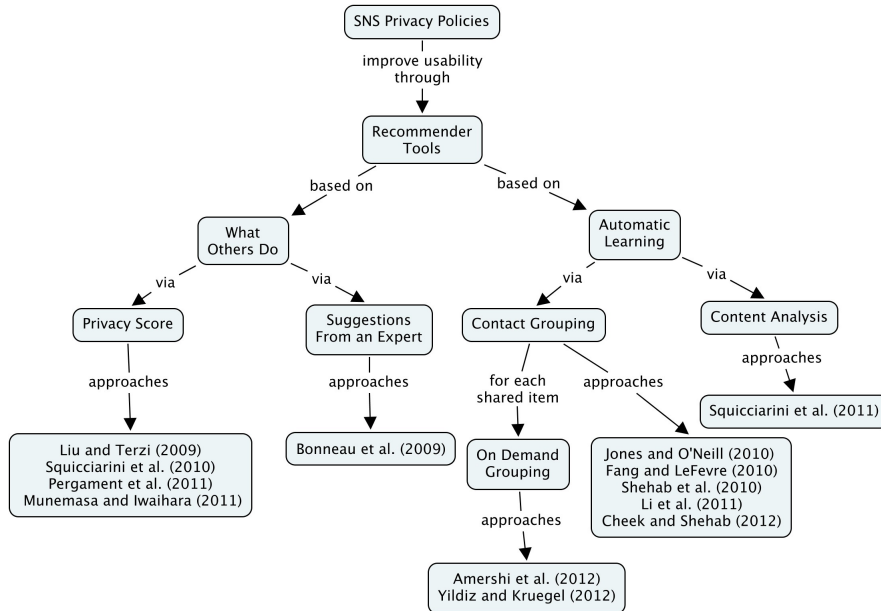 SNS Privacy Policies
improve usability
through
Recommender
Tools
based on
based on
What
Others Do
Automatic
Learning
via
via
via
via
Privacy Score
Suggestions
From an Expert
Contact Grouping
Content Analysis
approaches
approaches
for each
shared item
approaches
approaches
Liu and Terzi (2009)
Squicciarini et al. (2010)
Pergament et al. (2011)
Munemasa and Iwaihara (2011)
Bonneau et al. (2009)
On Demand
Grouping
Jones and O'Neill (2010)
Fang and LeFevre (2010)
Shehab et al. (2010)
Li et al. (2011)
Cheek and Shehab (2012)
Squicciarini et al. (2011)
approaches
Amershi et al. (2012)
Yildiz and Kruegel (2012)